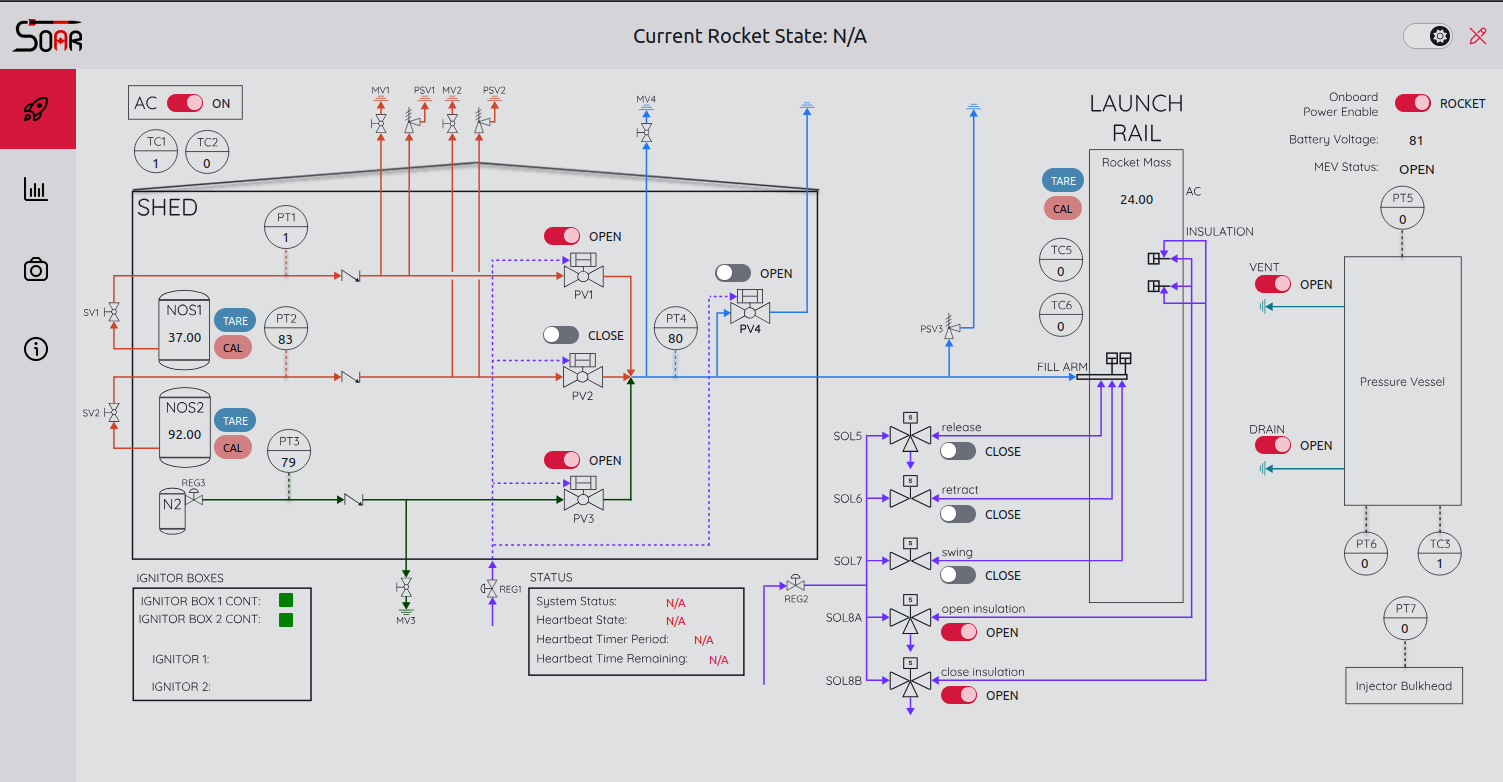 SOAR
Current Rocket State: N/A
AC ON
TC1
1
TC2
0
MV1
PSV1
MV2
PSV2
MV4
SHED
PT1
1
OPEN
PV1
SV1
NOS1
37.00
TARE
CAL
PT2
83
CLOSE
PV2
PT4
80
OPEN
PV4
PSV3
SV2
NOS2
92.00
TARE
CAL
PT3
79
OPEN
PV3
REG3
N2
MV3
REG1
IGNITOR BOXES
IGNITOR BOX 1 CONT:
IGNITOR BOX 2 CONT:
IGNITOR 1:
IGNITOR 2:
STATUS
System Status: N/A
Heartbeat State: N/A
Heartbeat Timer Period: N/A
Heartbeat Time Remaining: N/A
REG2
LAUNCH
RAIL
Rocket Mass
24.00
TARE
CAL
AC
INSULATION
TC5
0
TC6
0
FILL ARM
S
SOL5
release
CLOSE
S
SOL6
retract
CLOSE
S
SOL7
swing
CLOSE
S
SOL8A
open insulation
OPEN
S
SOL8B
close insulation
OPEN
Onboard
Power Enable
ROCKET
Battery Voltage: 81
MEV Status: OPEN
PT5
0
VENT
OPEN
Pressure Vessel
DRAIN
OPEN
PT6
0
TC3
1
PT7
0
Injector Bulkhead